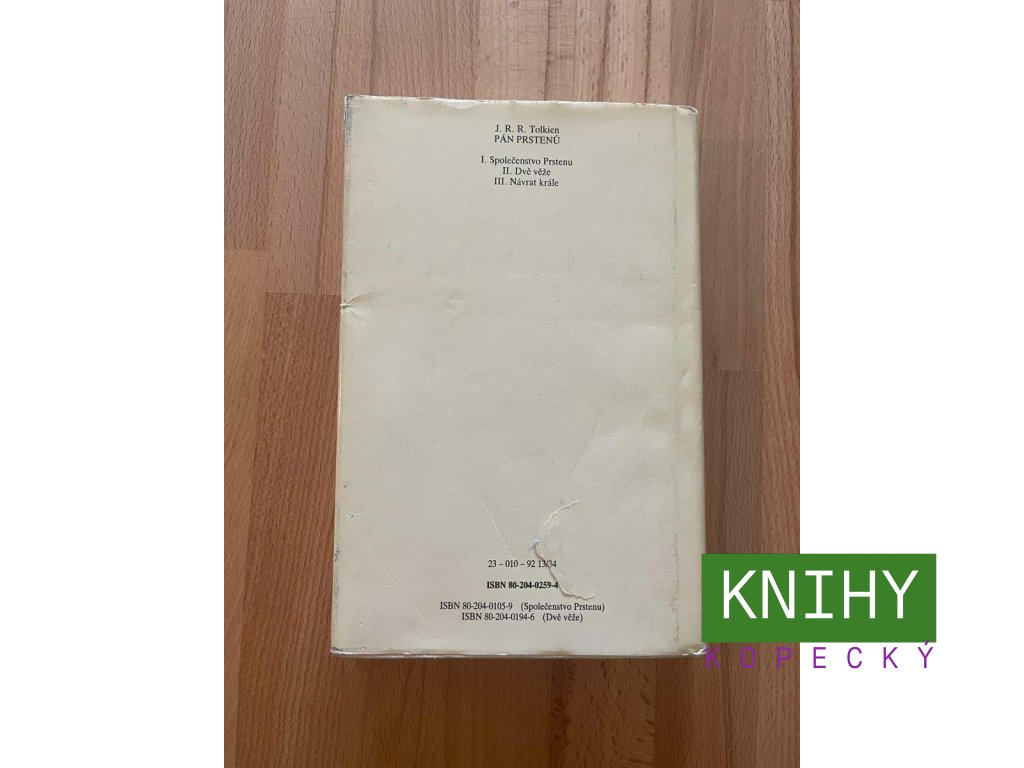 J. R. R. Tolkien
PÁN PRSTENŮ
I. Společenstvo Prstenu
II. Dvě věže
III. Návrat krále
23 – 010 – 92 13/34
ISBN 80-204-0259-4
ISBN 80-204-0105-9 (Společenstvo Prstenu)
ISBN 80-204-0194-6 (Dvě věže)
KNIHY
KOPECKÝ